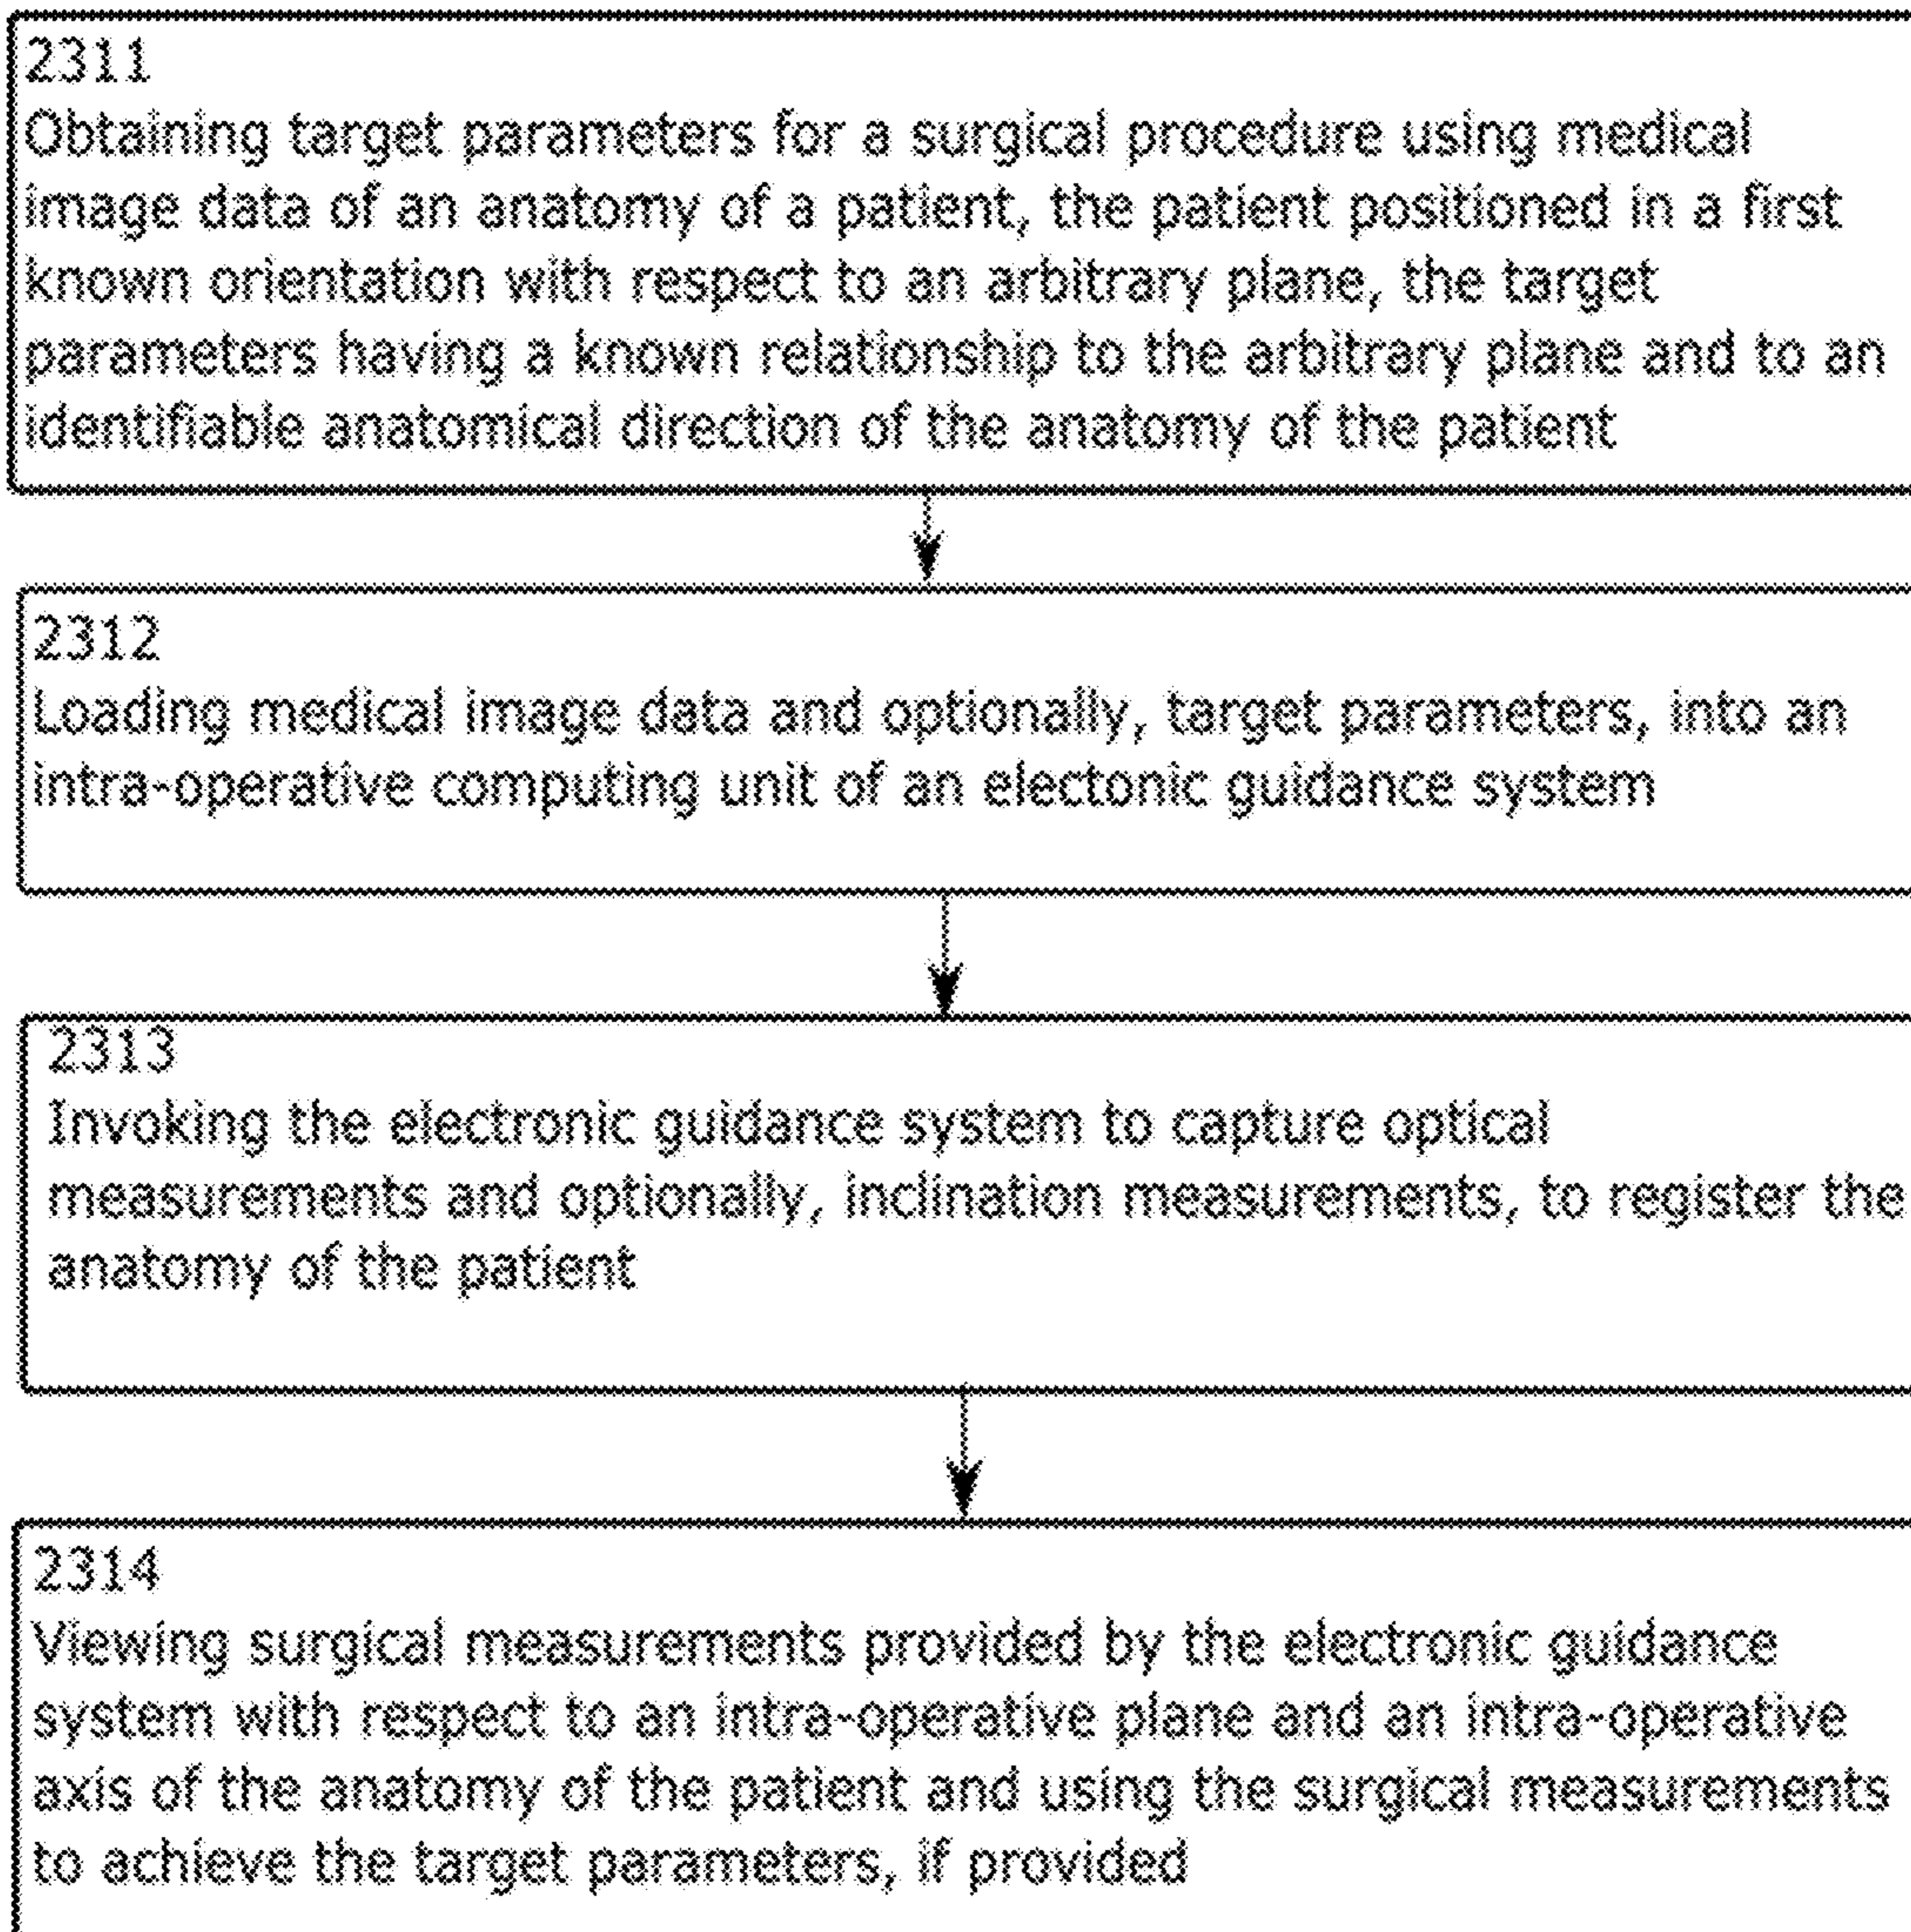 2311
Obtaining target parameters for a surgical procedure using medical
image data of an anatomy of a patient, the patient positioned in a first
known orientation with respect to an arbitrary plane, the target
parameters having a known relationship to the arbitrary plane and to an
identifiable anatomical direction of the anatomy of the patient
2312
Loading medical image data and optionally, target parameters, into an
intra-operative computing unit of an electonic guidance system
2313
Invoking the electronic guidance system to capture optical
measurements and optionally, inclination measurements, to register the
anatomy of the patient
2314
Viewing surgical measurements provided by the electronic guidance
system with respect to an intra-operative plane and an intra-operative
axis of the anatomy of the patient and using the surgical measurements
to achieve the target parameters, if provided